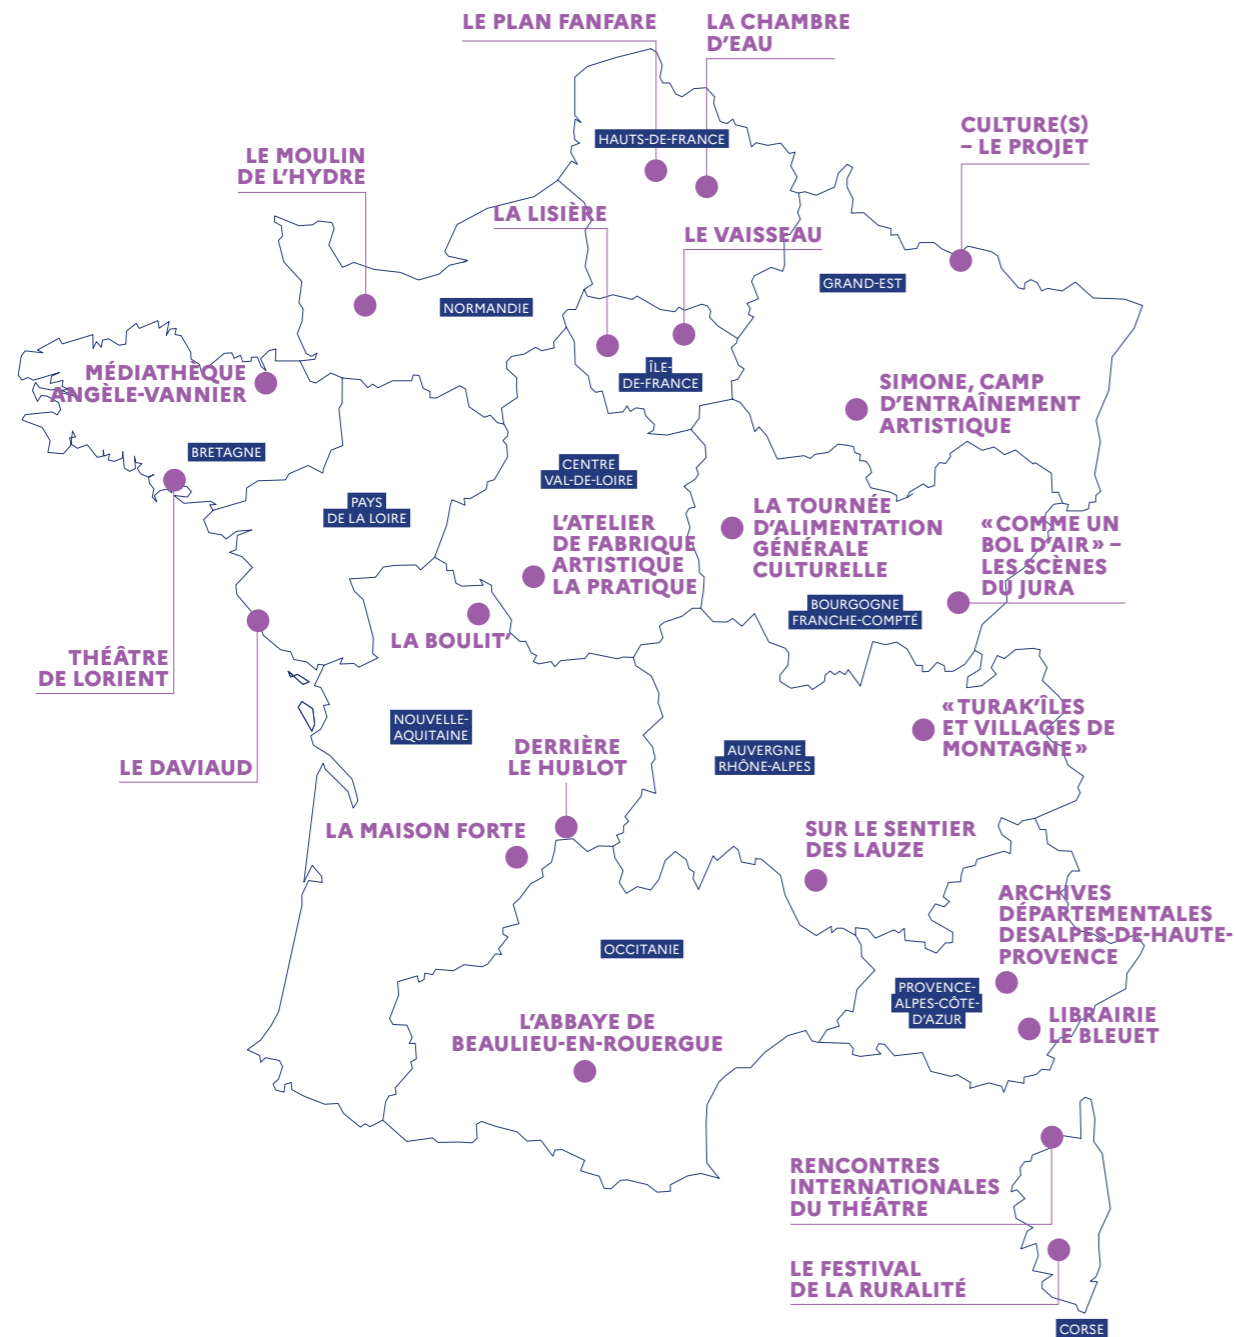 LE PLAN FANFARE
LA CHAMBRE
D'EAU
HAUTS-DE-FRANCE
CULTURE(S)
– LE PROJET
LE MOULIN
DE L'HYDRE
LA LISIÈRE
LE VAISSEAU
GRAND-EST
NORMANDIE
MÉDIATHÈQUE
ANGÈLE-VANNIER
ÎLE-
DE-FRANCE
SIMONE, CAMP
D'ENTRAÎNEMENT
ARTISTIQUE
BRETAGNE
CENTRE
VAL-DE-LOIRE
PAYS
DE LA LOIRE
L'ATELIER
DE FABRIQUE
ARTISTIQUE
LA PRATIQUE
LA TOURNÉE
D'ALIMENTATION
GÉNÉRALE
CULTURELLE
«COMME UN
BOL D'AIR» –
LES SCÈNES
DU JURA
BOURGOGNE
FRANCHE-COMPTÉ
LA BOULIT'
THÉÂTRE
DE LORIENT
LE DAVIAUD
NOUVELLE-
AQUITAINE
DERRIÈRE
LE HUBLOT
AUVERGNE
RHÔNE-ALPES
«TURAK'ÎLES
ET VILLAGES DE
MONTAGNE»
LA MAISON FORTE
SUR LE SENTIER
DES LAUZE
ARCHIVES
DÉPARTEMENTALES
DESALPES-DE-HAUTE-
PROVENCE
OCCITANIE
PROVENCE-
ALPES-CÔTE-
D'AZUR
LIBRAIRIE
LE BLEUET
L'ABBAYE DE
BEAULIEU-EN-ROUERGUE
RENCONTRES
INTERNATIONALES
DU THÉÂTRE
LE FESTIVAL
DE LA RURALITÉ
CORSE